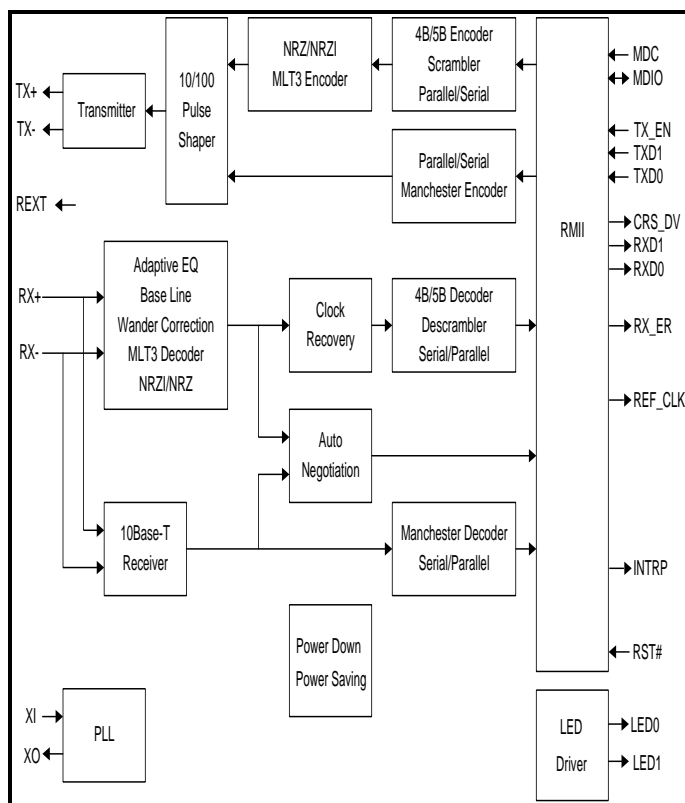 TX+
TX-
Transmitter
10/100
Pulse
Shaper
NRZ/NRZI
MLT3 Encoder
4B/5B Encoder
Scrambler
Parallel/Serial
Parallel/Serial
Manchester Encoder
RMII
MDC
MDIO
TX_EN
TXD1
TXD0
CRS_DV
RXD1
RXD0
RX_ER
REF_CLK
INTRP
RST#
REXT
RX+
RX-
Adaptive EQ
Base Line
Wander Correction
MLT3 Decoder
NRZI/NRZ
Clock
Recovery
4B/5B Decoder
Descrambler
Serial/Parallel
Auto
Negotiation
10Base-T
Receiver
Manchester Decoder
Serial/Parallel
Power Down
Power Saving
XI
XO
PLL
LED
Driver
LED0
LED1